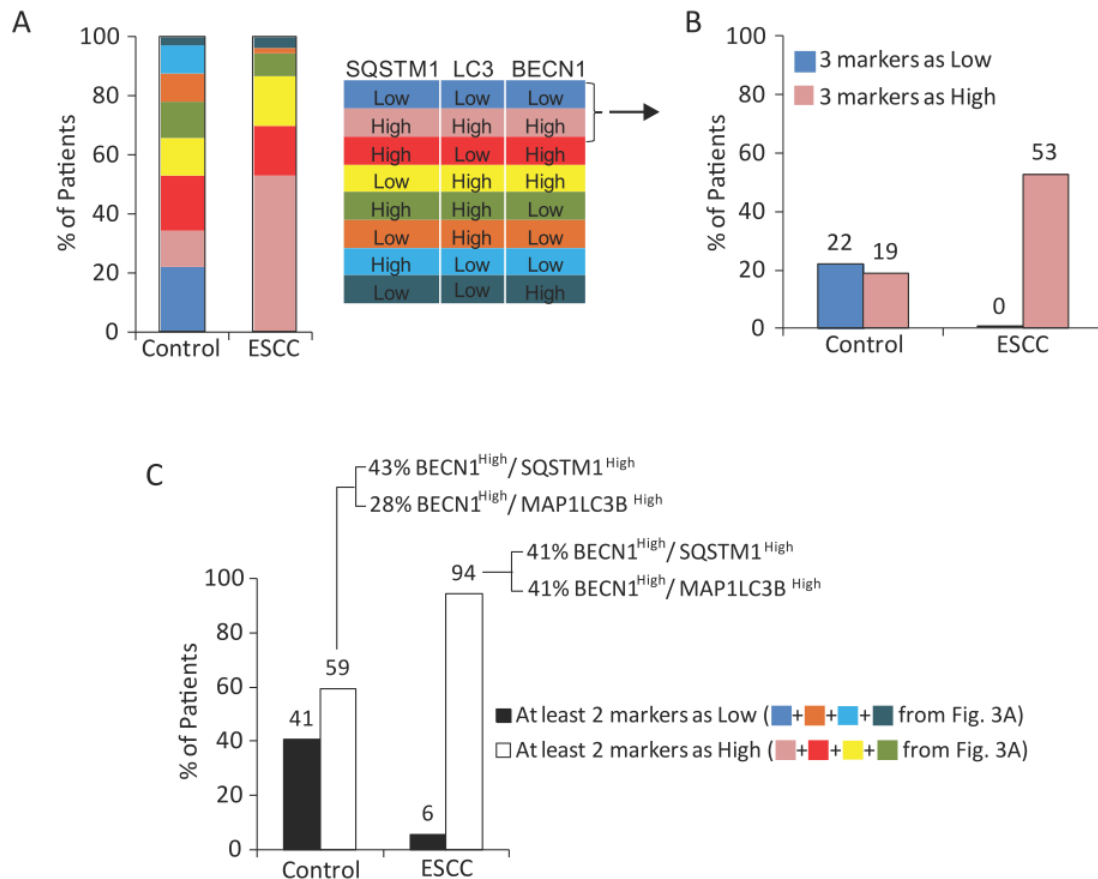 A
100
80
60
40
20
0
% of Patients
Control ESCC
SQSTM1 LC3 BECN1
Low Low Low
High High High
High Low High
Low High High
High High Low
Low High Low
High Low Low
Low Low High
B
100
80
60
40
20
0
% of Patients
3 markers as Low
3 markers as High
22 19 0 53
Control ESCC
C
43% BECN1High/ SQSTM1High
28% BECN1High/ MAP1LC3B High
41% BECN1High/ SQSTM1High
41% BECN1High/ MAP1LC3B High
100
80
60
40
20
0
% of Patients
41 59 6 94
Control ESCC
At least 2 markers as Low ( + + + from Fig. 3A)
At least 2 markers as High ( + + + from Fig. 3A)